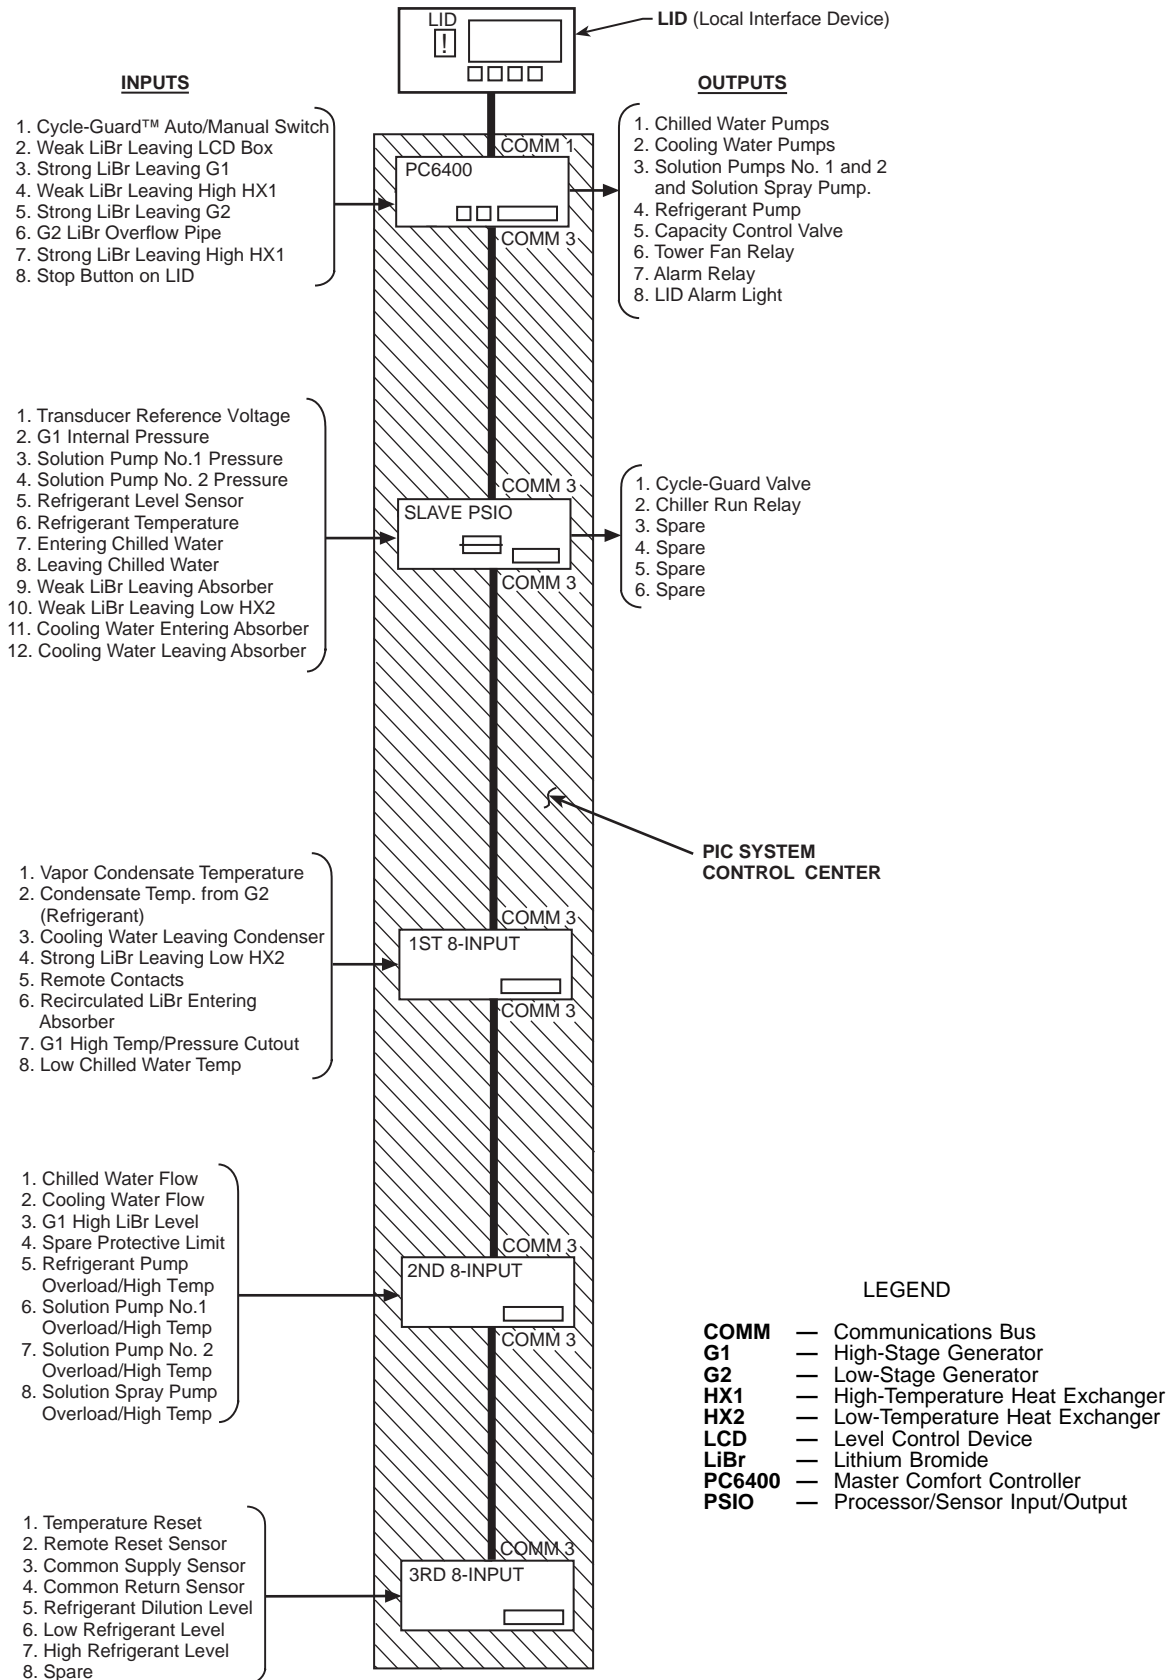 LID
!
LID (Local Interface Device)
INPUTS
OUTPUTS
1. Cycle-Guard™ Auto/Manual Switch
2. Weak LiBr Leaving LCD Box
3. Strong LiBr Leaving G1
4. Weak LiBr Leaving High HX1
5. Strong LiBr Leaving G2
6. G2 LiBr Overflow Pipe
7. Strong LiBr Leaving High HX1
8. Stop Button on LID
COMM 1
PC6400
COMM 3
1. Chilled Water Pumps
2. Cooling Water Pumps
3. Solution Pumps No. 1 and 2
and Solution Spray Pump.
4. Refrigerant Pump
5. Capacity Control Valve
6. Tower Fan Relay
7. Alarm Relay
8. LID Alarm Light
1. Transducer Reference Voltage
2. G1 Internal Pressure
3. Solution Pump No.1 Pressure
4. Solution Pump No. 2 Pressure
5. Refrigerant Level Sensor
6. Refrigerant Temperature
7. Entering Chilled Water
8. Leaving Chilled Water
9. Weak LiBr Leaving Absorber
10. Weak LiBr Leaving Low HX2
11. Cooling Water Entering Absorber
12. Cooling Water Leaving Absorber
COMM 3
SLAVE PSIO
COMM 3
1. Cycle-Guard Valve
2. Chiller Run Relay
3. Spare
4. Spare
5. Spare
6. Spare
PIC SYSTEM
CONTROL CENTER
1. Vapor Condensate Temperature
2. Condensate Temp. from G2
(Refrigerant)
3. Cooling Water Leaving Condenser
4. Strong LiBr Leaving Low HX2
5. Remote Contacts
6. Recirculated LiBr Entering
Absorber
7. G1 High Temp/Pressure Cutout
8. Low Chilled Water Temp
COMM 3
1ST 8-INPUT
COMM 3
1. Chilled Water Flow
2. Cooling Water Flow
3. G1 High LiBr Level
4. Spare Protective Limit
5. Refrigerant Pump
Overload/High Temp
6. Solution Pump No.1
Overload/High Temp
7. Solution Pump No. 2
Overload/High Temp
8. Solution Spray Pump
Overload/High Temp
COMM 3
2ND 8-INPUT
COMM 3
LEGEND
COMM — Communications Bus
G1 — High-Stage Generator
G2 — Low-Stage Generator
HX1 — High-Temperature Heat Exchanger
HX2 — Low-Temperature Heat Exchanger
LCD — Level Control Device
LiBr — Lithium Bromide
PC6400 — Master Comfort Controller
PSIO — Processor/Sensor Input/Output
1. Temperature Reset
2. Remote Reset Sensor
3. Common Supply Sensor
4. Common Return Sensor
5. Refrigerant Dilution Level
6. Low Refrigerant Level
7. High Refrigerant Level
8. Spare
COMM 3
3RD 8-INPUT